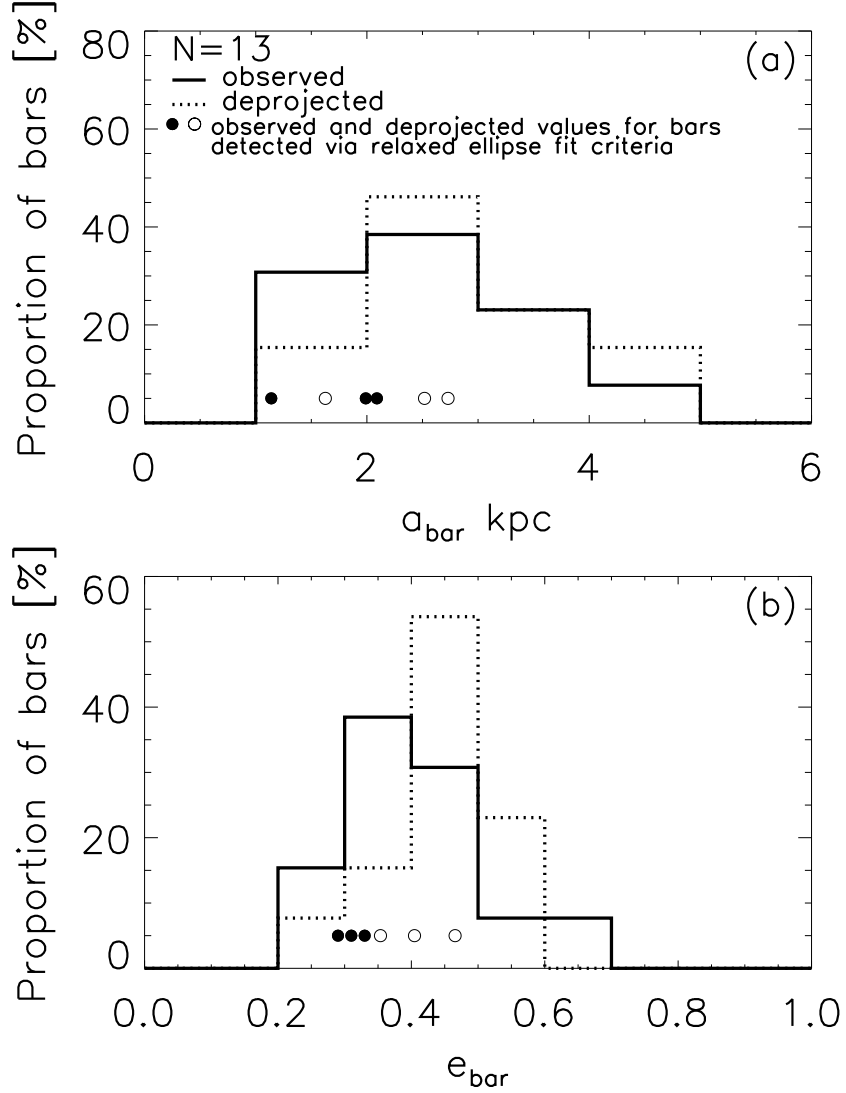 Proportion of bars [%]
80
60
40
20
0
N=13
(a)
observed
deprojected
observed and deprojected values for bars
detected via relaxed ellipse fit criteria
0 2 4 6
a_bar kpc
Proportion of bars [%]
60
40
20
0
(b)
0.0 0.2 0.4 0.6 0.8 1.0
e_bar